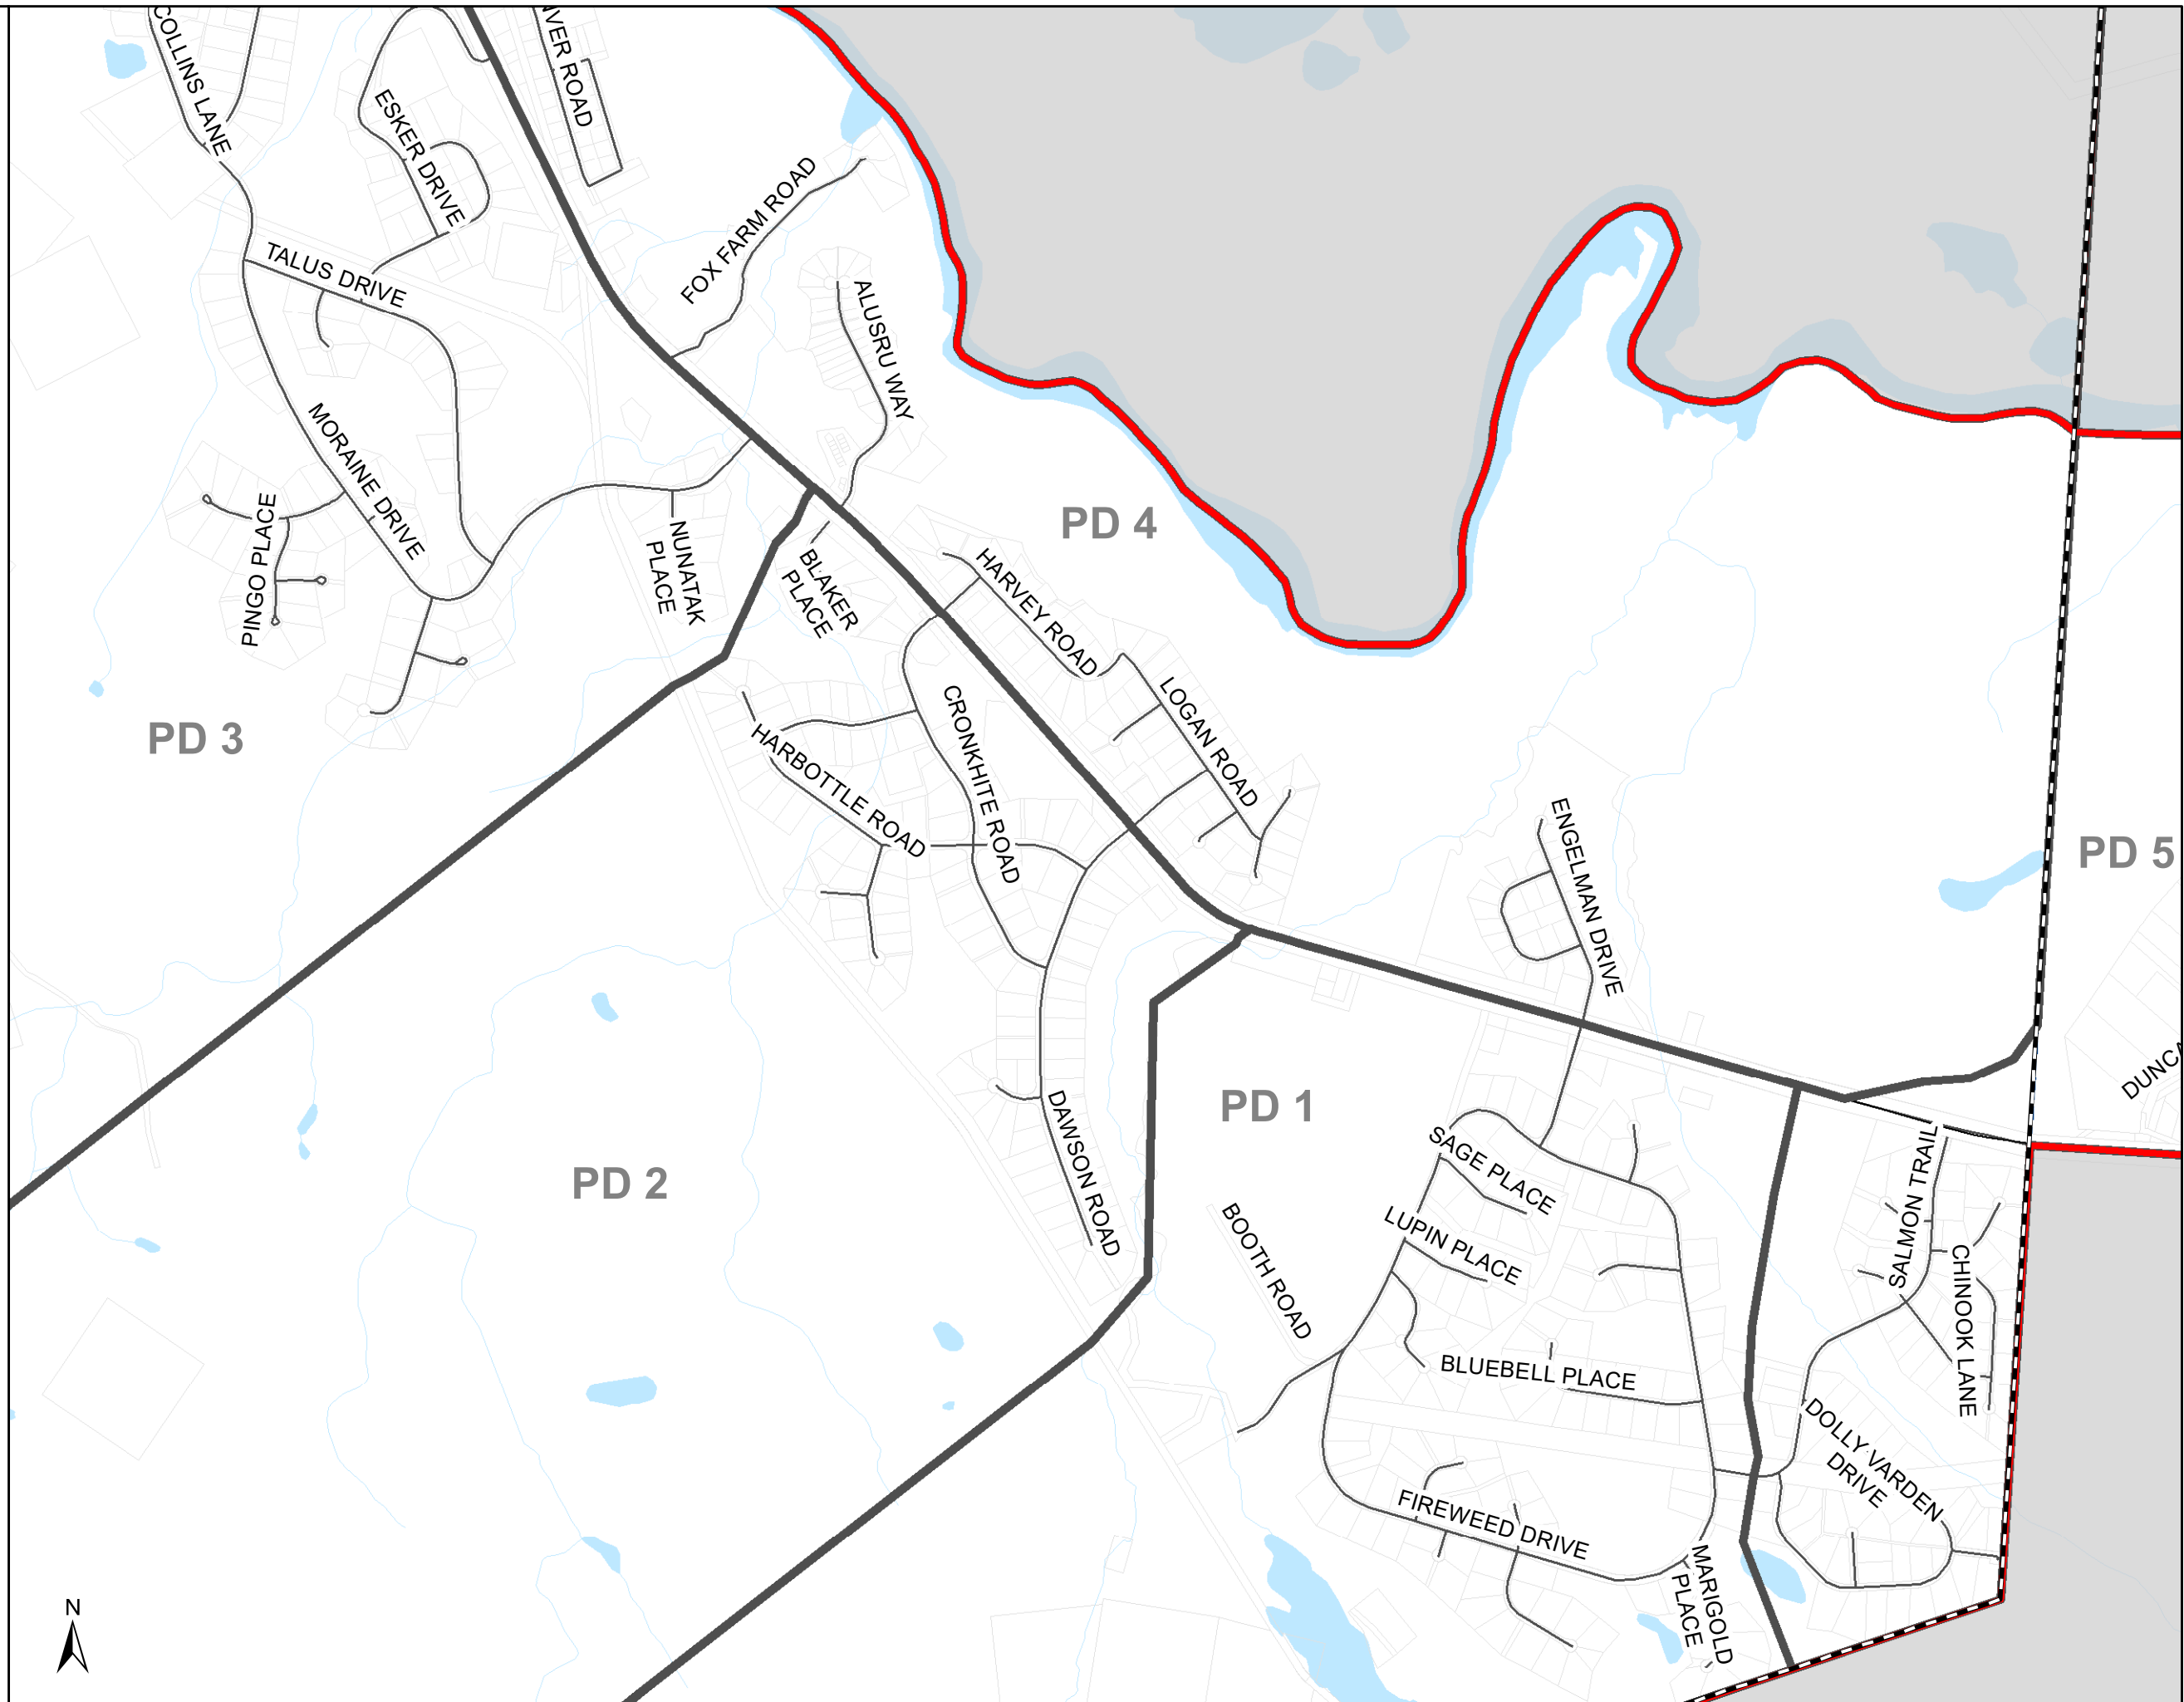 COLLINS LANE
ESKER DRIVE
VER ROAD
FOX FARM ROAD
TALUS DRIVE
ALUSRU WAY
MORAINE DRIVE
PINGO PLACE
NUNATAK
PLACE
BLAKER
PLACE
PD 4
HARVEY ROAD
LOGAN ROAD
PD 3
CRONKHITE ROAD
HARBOTTLE ROAD
ENGELMAN DRIVE
PD 5
DUNCA
PD 1
PD 2
DAWSON ROAD
SAGE PLACE
LUPIN PLACE
BOOTH ROAD
SALMON TRAIL
CHINOOK LANE
BLUEBELL PLACE
DOLLY VARDEN
DRIVE
FIREWEED DRIVE
MARIGOLD
PLACE
N